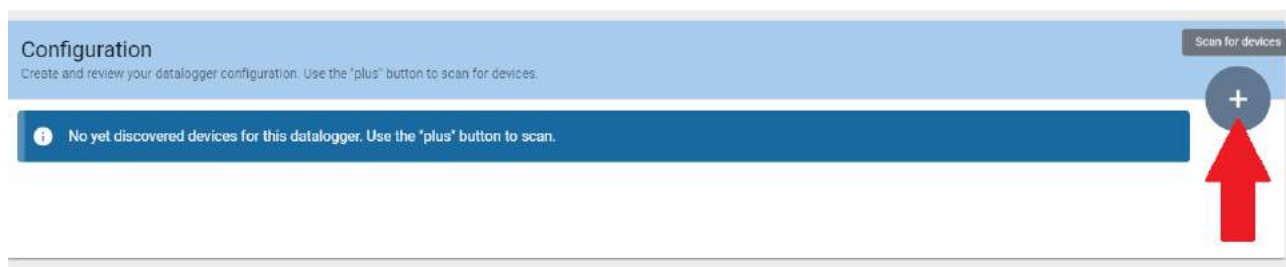 Configuration
Scan for devices
Create and review your datalogger configuration. Use the "plus" button to scan for devices.
No yet discovered devices for this datalogger. Use the "plus" button to scan.